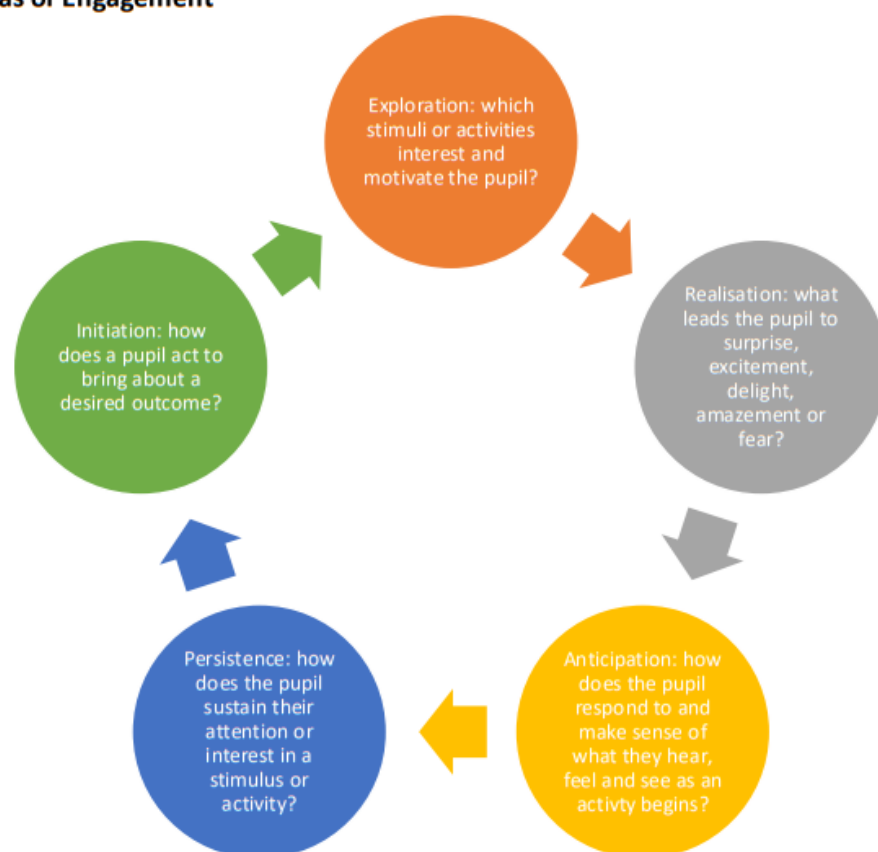 as of Engagement
Exploration: which
stimuli or activities
interest and
motivate the pupil?
Realisation: what
leads the pupil to
surprise,
excitement,
delight,
amazement or
fear?
Anticipation: how
does the pupil
respond to and
make sense of
what they hear,
feel and see as an
activty begins?
Persistence: how
does the pupil
sustain their
attention or
interest in a
stimulus or
activity?
Initiation: how
does a pupil act to
bring about a
desired outcome?